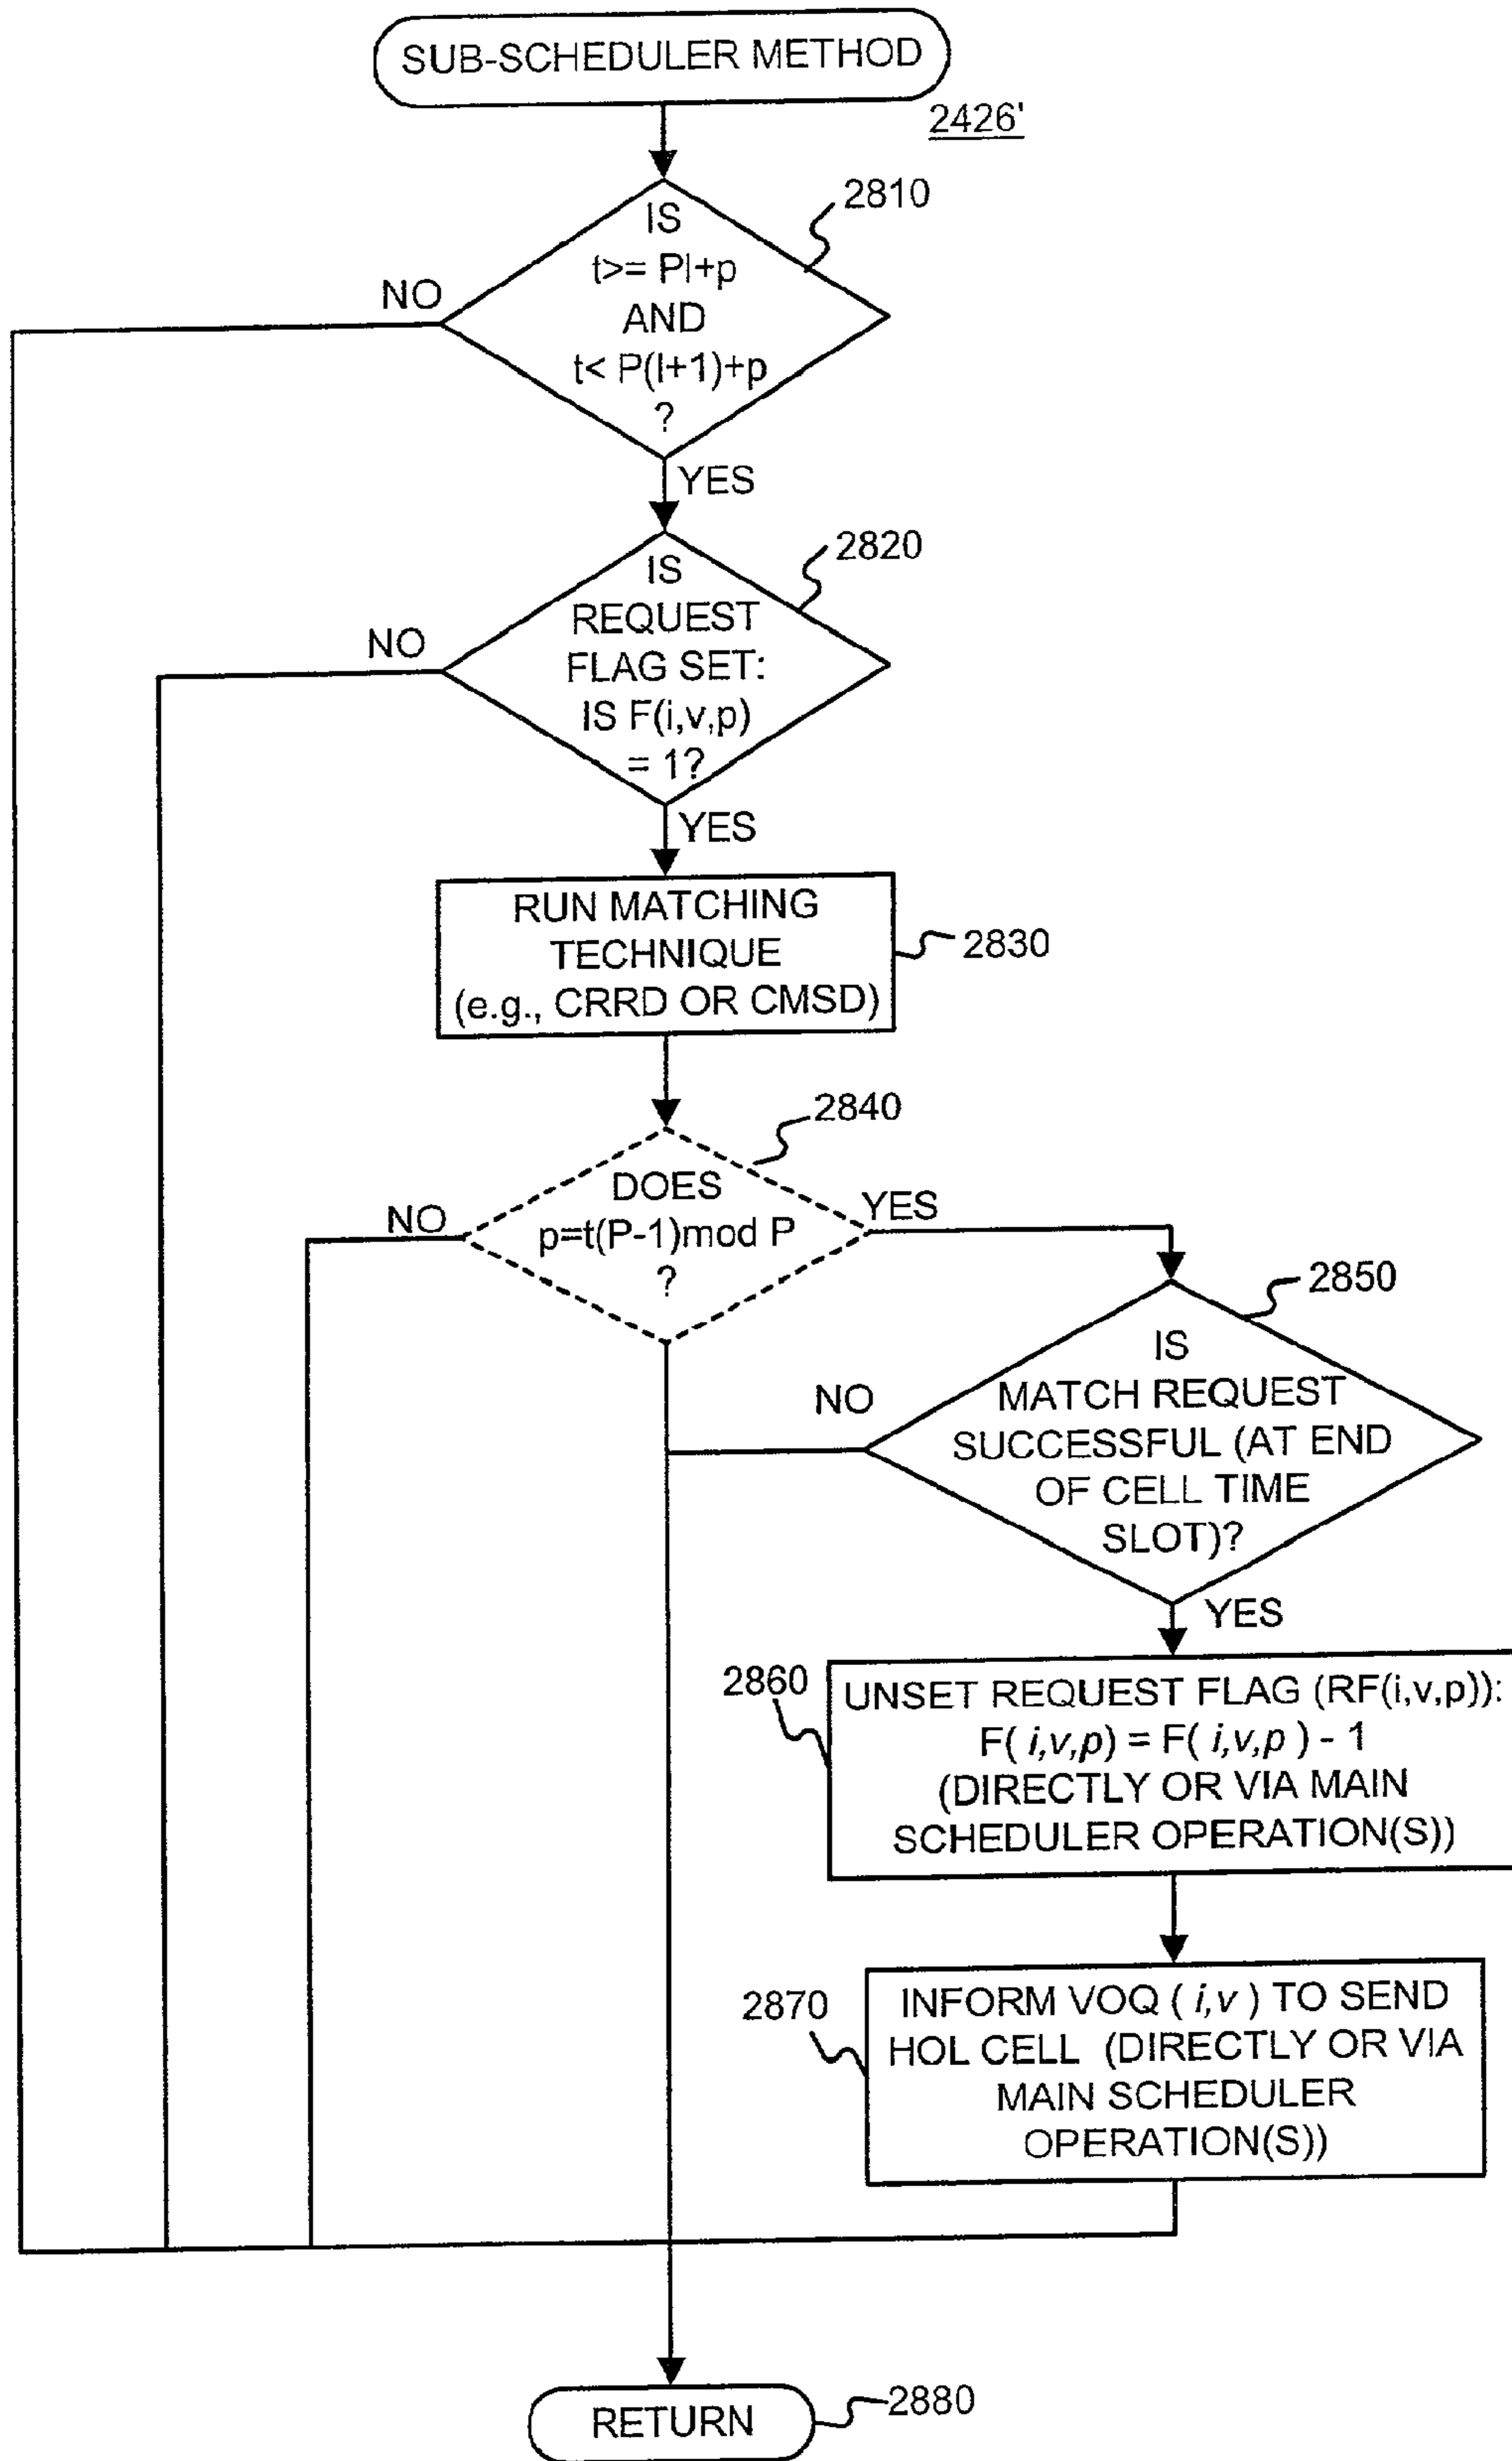 SUB-SCHEDULER METHOD
2426'
2810
IS
t>= Pl+p
AND
t< P(l+1)+p
?
NO
YES
2820
IS
REQUEST
FLAG SET:
IS F(i,v,p)
= 1?
NO
YES
RUN MATCHING
TECHNIQUE
(e.g., CRRD OR CMSD)
2830
2840
DOES
p=t(P-1)mod P
?
NO
YES
2850
IS
MATCH REQUEST
SUCCESSFUL (AT END
OF CELL TIME
SLOT)?
NO
YES
2860
UNSET REQUEST FLAG (RF(i,v,p)):
F( i,v,p) = F( i,v,p ) - 1
(DIRECTLY OR VIA MAIN
SCHEDULER OPERATION(S))
2870
INFORM VOQ ( i,v ) TO SEND
HOL CELL (DIRECTLY OR VIA
MAIN SCHEDULER
OPERATION(S))
RETURN
2880